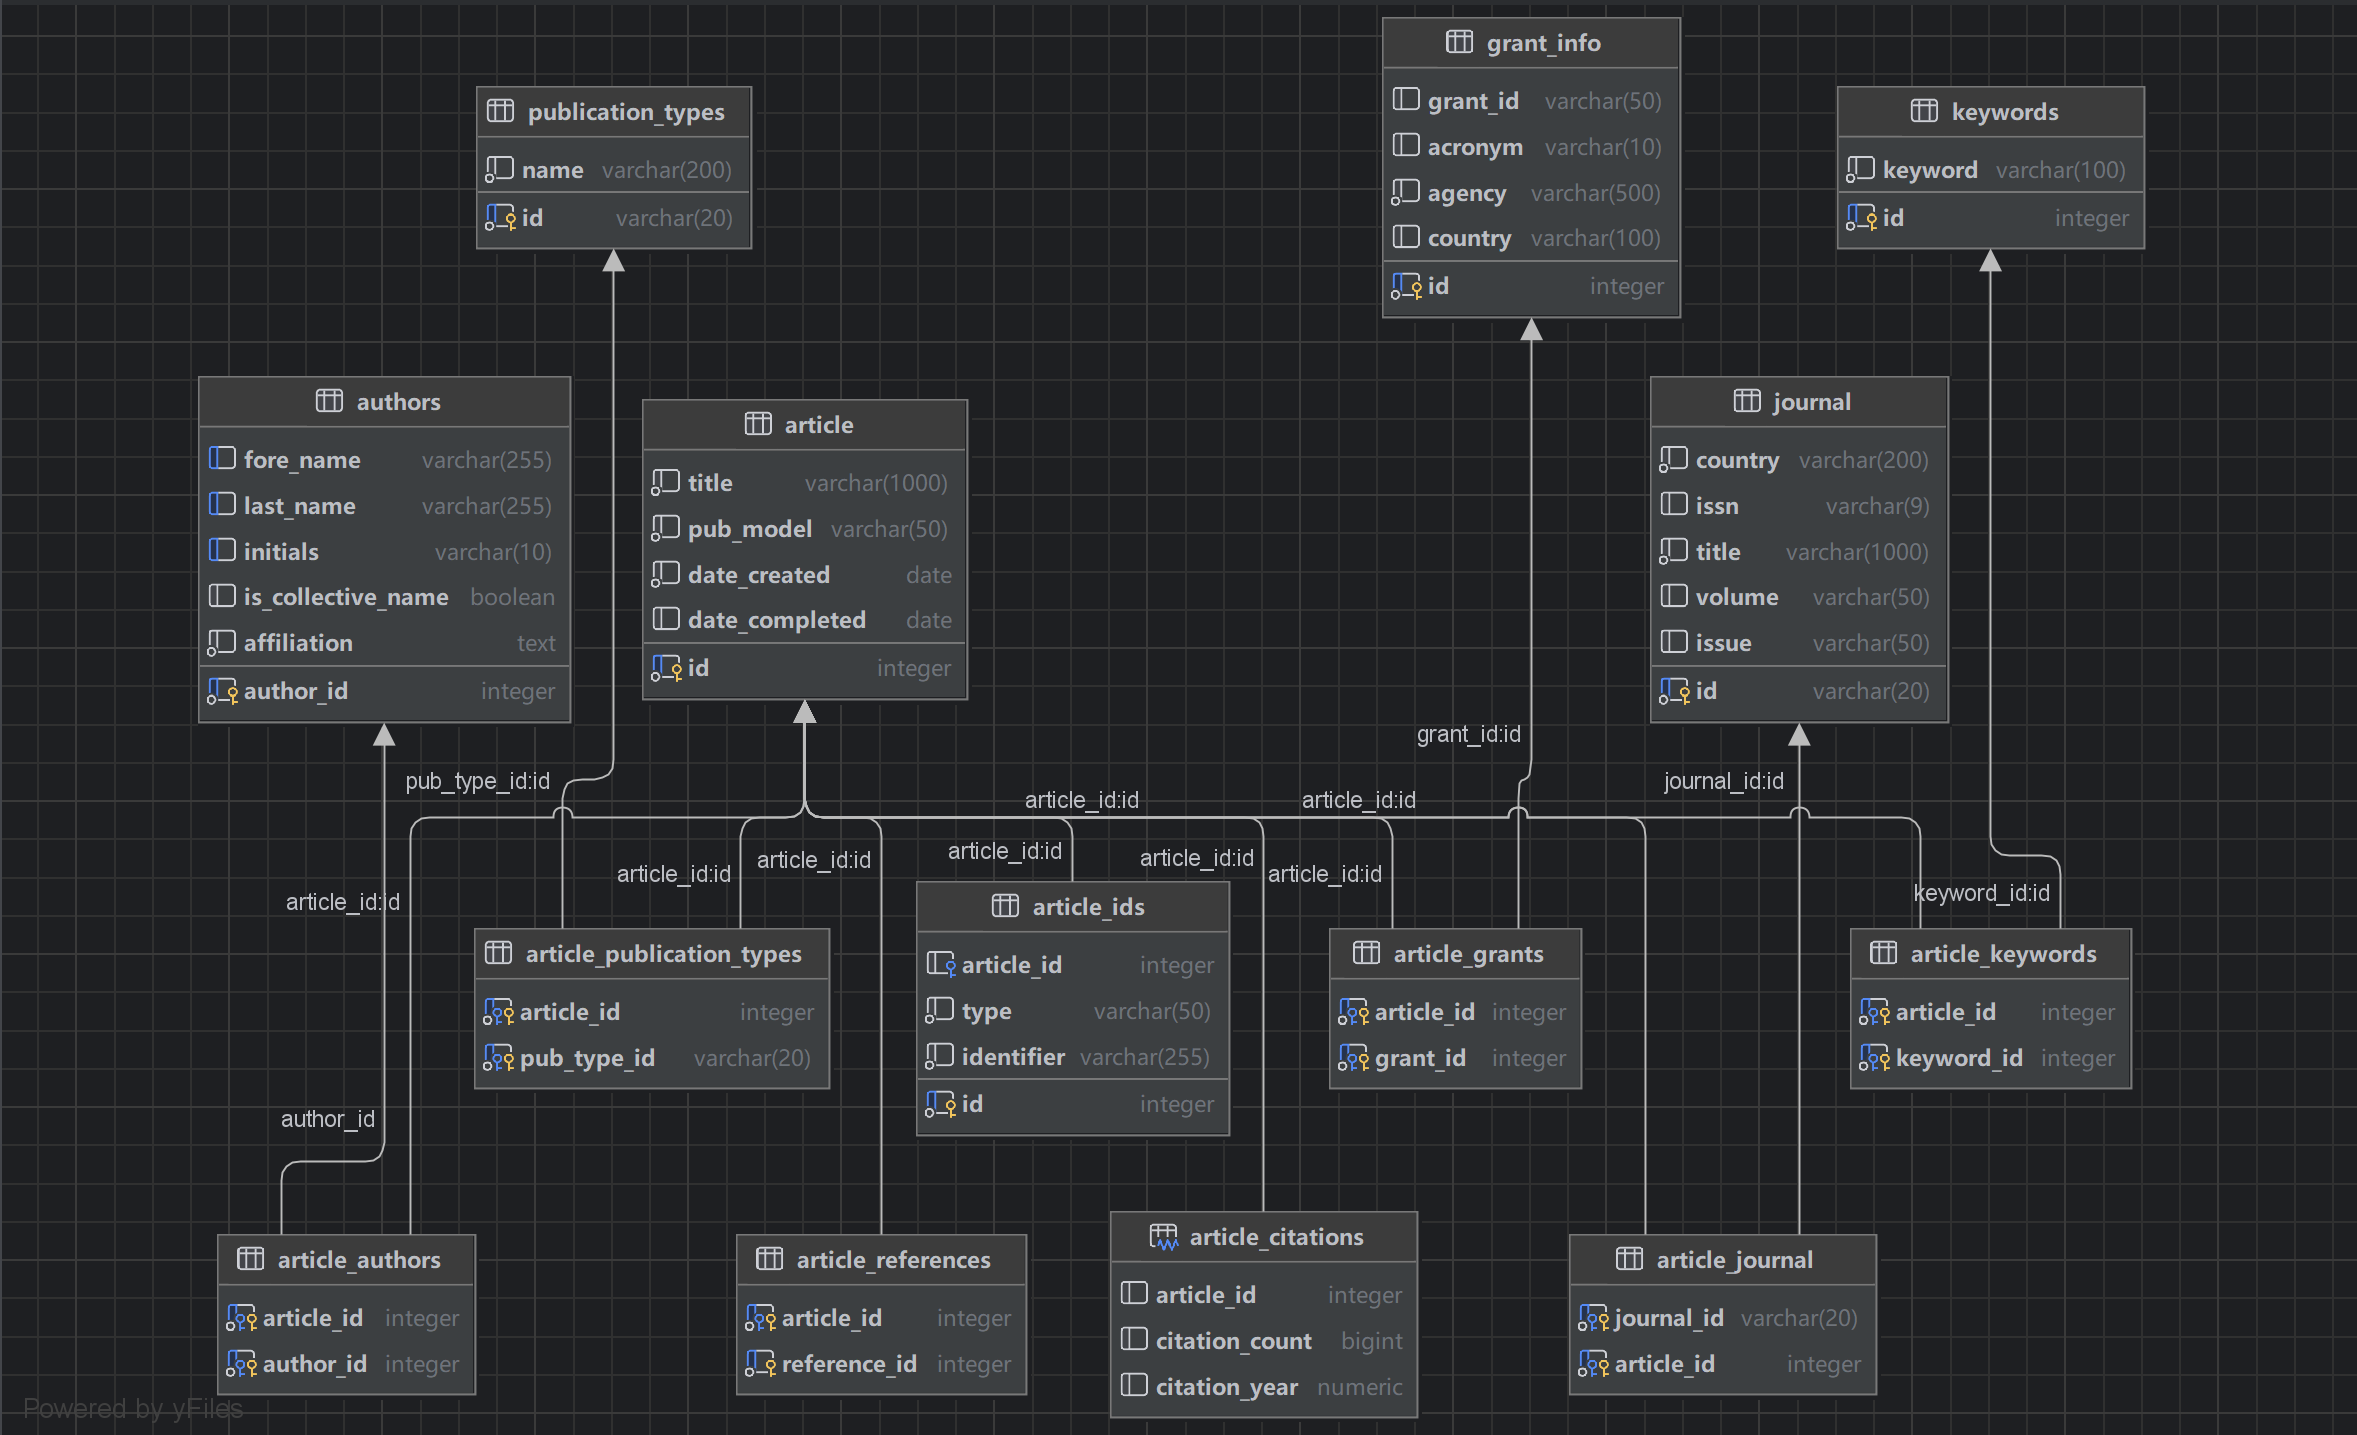 grant_info
grant_id varchar(50)
acronym varchar(10)
agency varchar(500)
country varchar(100)
id integer
publication_types
name varchar(200)
id varchar(20)
keywords
keyword varchar(100)
id integer
authors
fore_name varchar(255)
last_name varchar(255)
initials varchar(10)
is_collective_name boolean
affiliation text
author_id integer
article
title varchar(1000)
pub_model varchar(50)
date_created date
date_completed date
id integer
journal
country varchar(200)
issn varchar(9)
title varchar(1000)
volume varchar(50)
issue varchar(50)
id varchar(20)
grant_id:id
pub_type_id:id
journal_id:id
article_id:id
article_id:id
article_id:id
article_id:id
article_id:id
article_id:id
article_id:id
article_id:id
keyword_id:id
author_id
article_publication_types
article_id integer
pub_type_id varchar(20)
article_ids
article_id integer
type varchar(50)
identifier varchar(255)
id integer
article_grants
article_id integer
grant_id integer
article_keywords
article_id integer
keyword_id integer
article_authors
article_id integer
author_id integer
article_references
article_id integer
reference_id integer
article_citations
article_id integer
citation_count bigint
citation_year numeric
article_journal
journal_id varchar(20)
article_id integer
Powered by yFiles